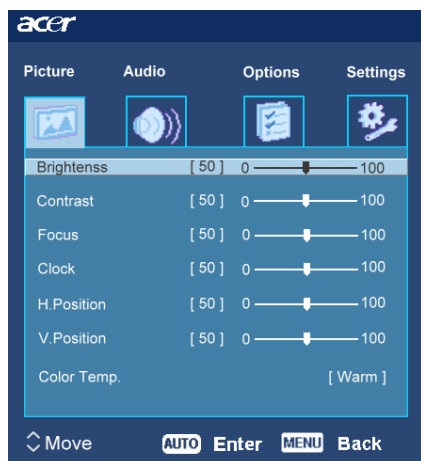 acer
Picture Audio Options Settings
Brightenss [ 50 ] 0 100
Contrast [ 50 ] 0 100
Focus [ 50 ] 0 100
Clock [ 50 ] 0 100
H.Position [ 50 ] 0 100
V.Position [ 50 ] 0 100
Color Temp. [ Warm ]
Move AUTO Enter MENU Back